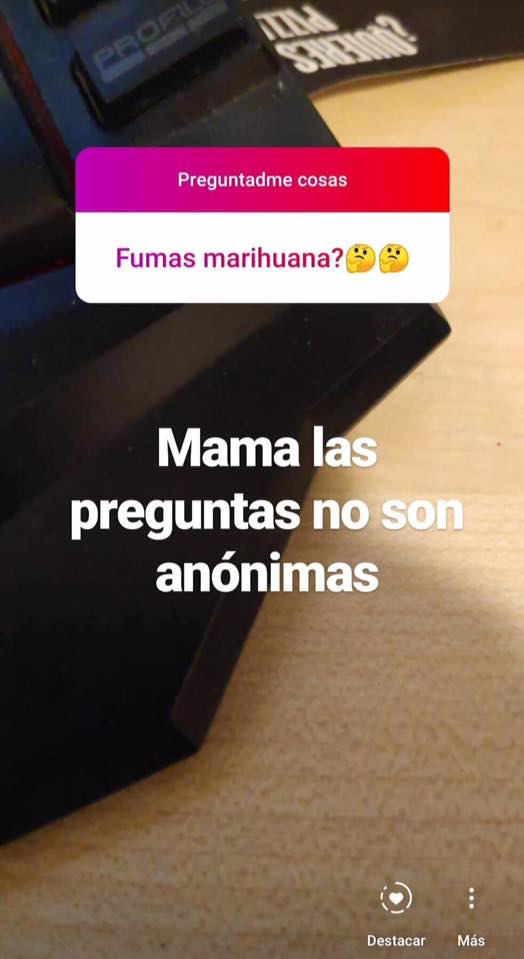 PROFILE
¿QUIERES
PIZZ
Preguntadme cosas
Fumas marihuana?🤔🤔
Mama las
preguntas no son
anónimas
Destacar
Más